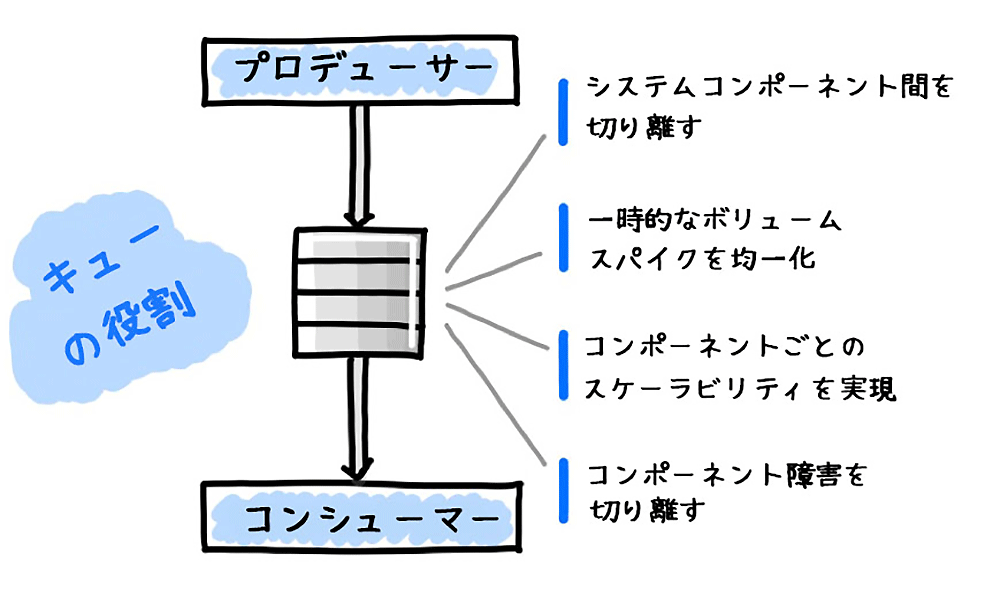 プロデューサー
キュー
の役割
コンシューマー
システムコンポーネント間を
切り離す
一時的なボリューム
スパイクを均一化
コンポーネントごとの
スケーラビリティを実現
コンポーネント障害を
切り離す